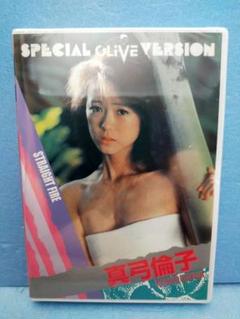 SPECIAL OLIVE VERSION
STRAIGHT FIRE
真弓倫子